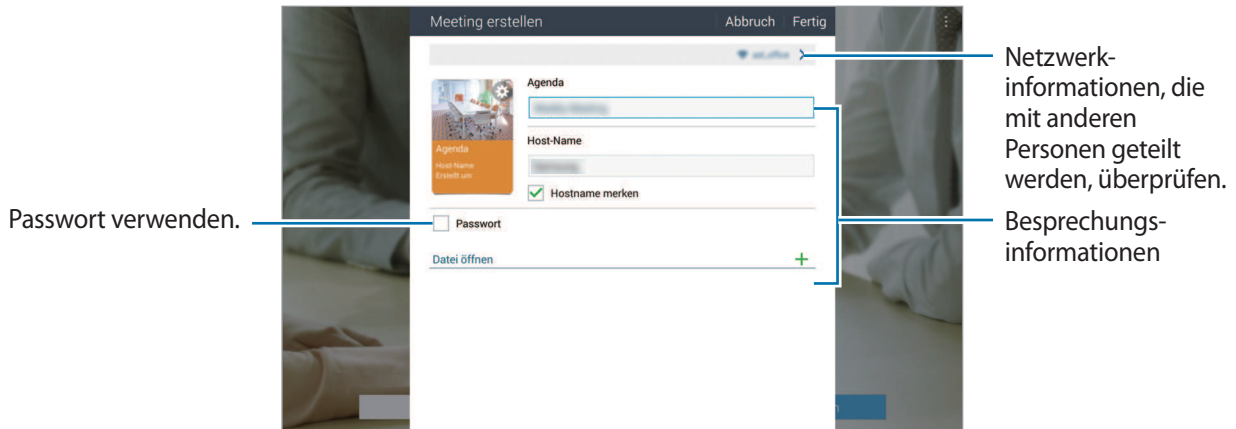 Meeting erstellen Abbruch Fertig
Agenda
Host-Name
Agenda
Host-Name
Erstellt um
Hostname merken
Passwort
Datei öffnen
Passwort verwenden.
Netzwerk-
informationen, die
mit anderen
Personen geteilt
werden, überprüfen.
Besprechungs-
informationen